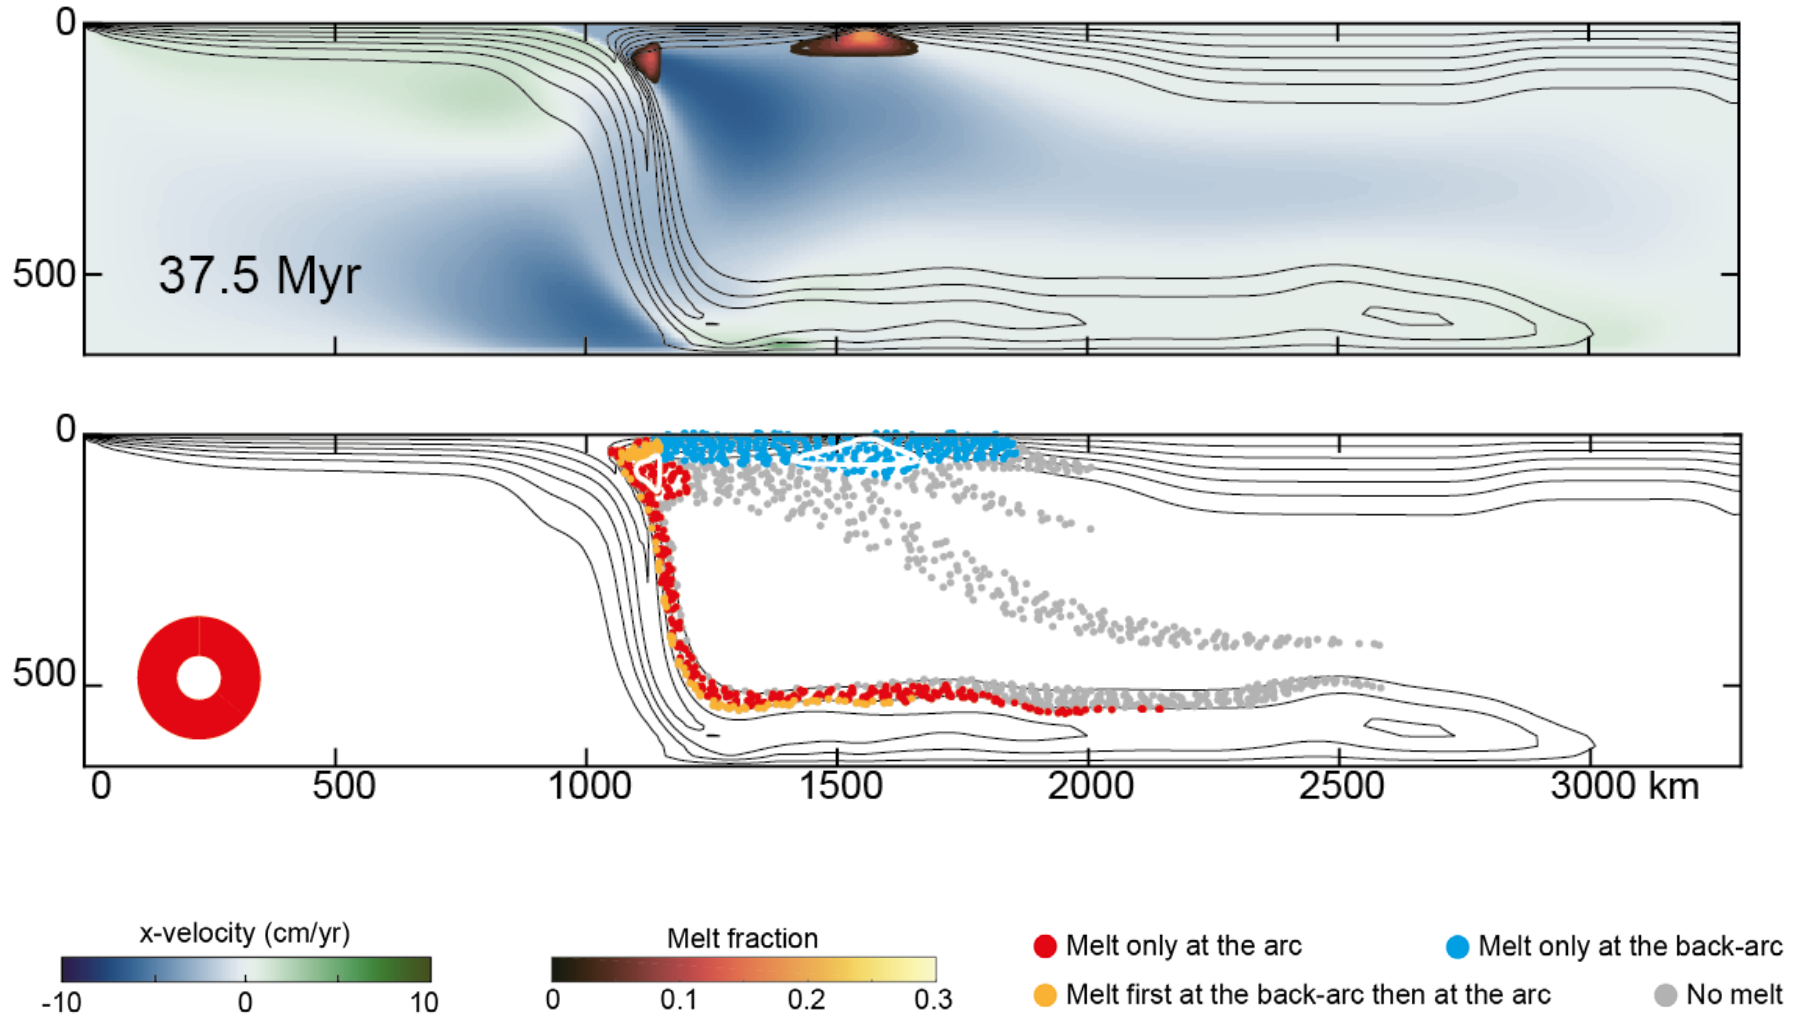 0
500
37.5 Myr
0
500
0 500 1000 1500 2000 2500 3000 km
x-velocity (cm/yr)
-10 0 10
Melt fraction
0 0.1 0.2 0.3
Melt only at the arc
Melt only at the back-arc
Melt first at the back-arc then at the arc
No melt